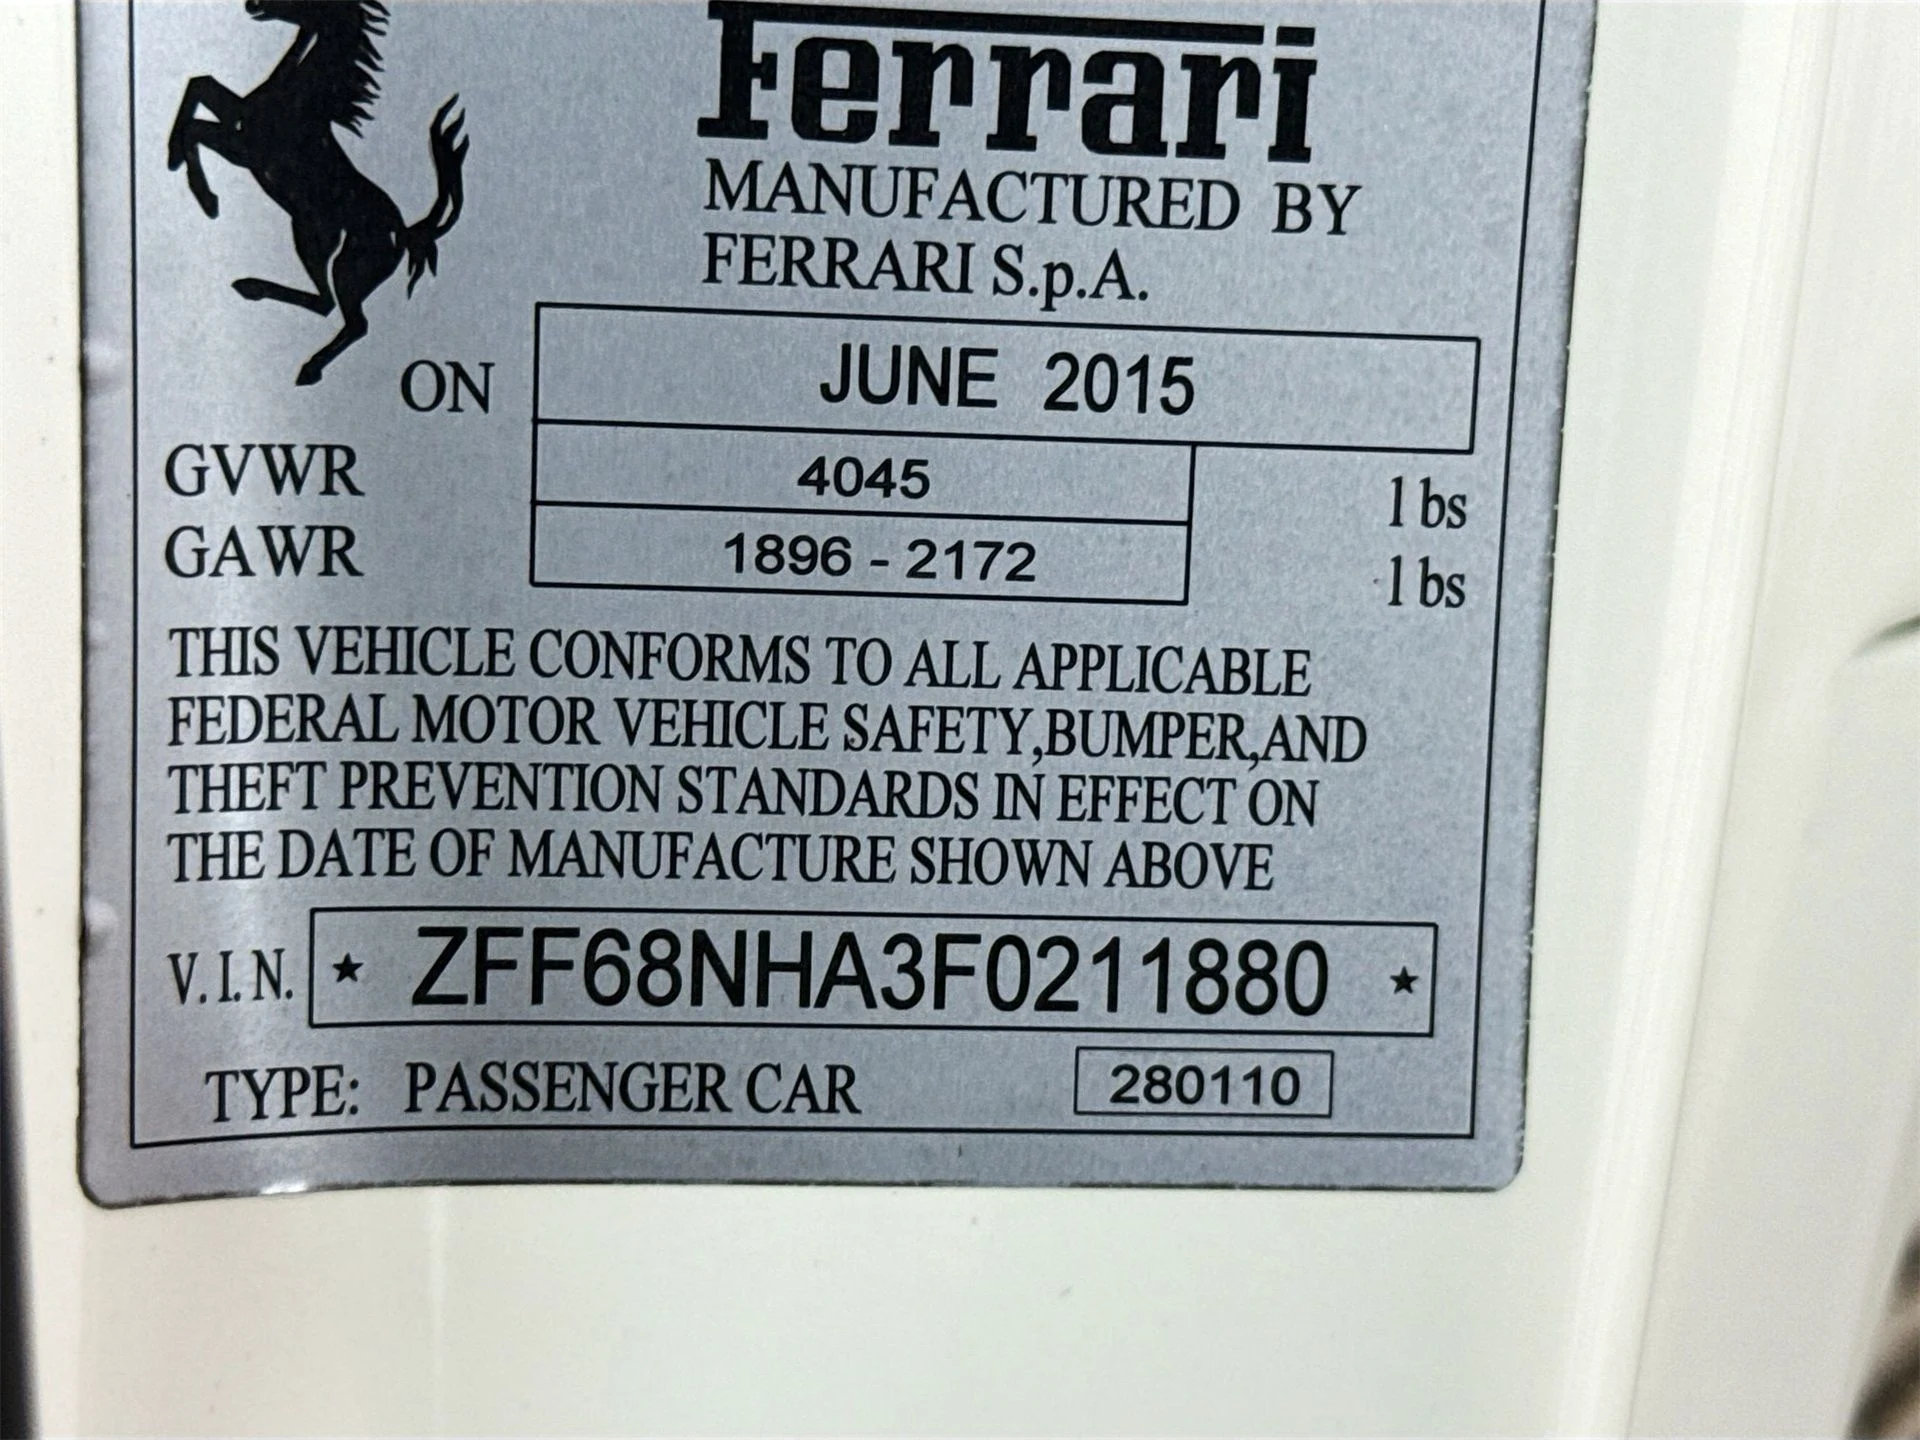 Ferrari
MANUFACTURED BY
FERRARI S.p.A.
ON JUNE 2015
GVWR 4045 lbs
GAWR 1896 - 2172 lbs
THIS VEHICLE CONFORMS TO ALL APPLICABLE
FEDERAL MOTOR VEHICLE SAFETY,BUMPER,AND
THEFT PREVENTION STANDARDS IN EFFECT ON
THE DATE OF MANUFACTURE SHOWN ABOVE
V.I.N. ★ ZFF68NHA3F0211880 ★
TYPE: PASSENGER CAR 280110